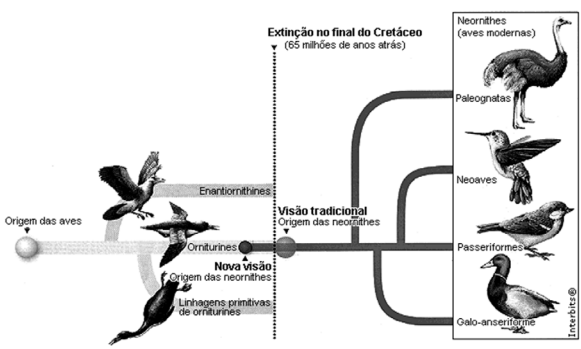 Extinção no final do Cretáceo
(65 milhões de anos atrás)
Neornithes
(aves modernas)
Paleognatas
Neoaves
Enantiornithines
Origem das aves
Visão tradicional
Origem das neornithes
Passeriformes
Orniturines
Nova visão
Origem das neornithes
Linhagens primitivas
de orniturines
Galo-anseriforme
Interbits®